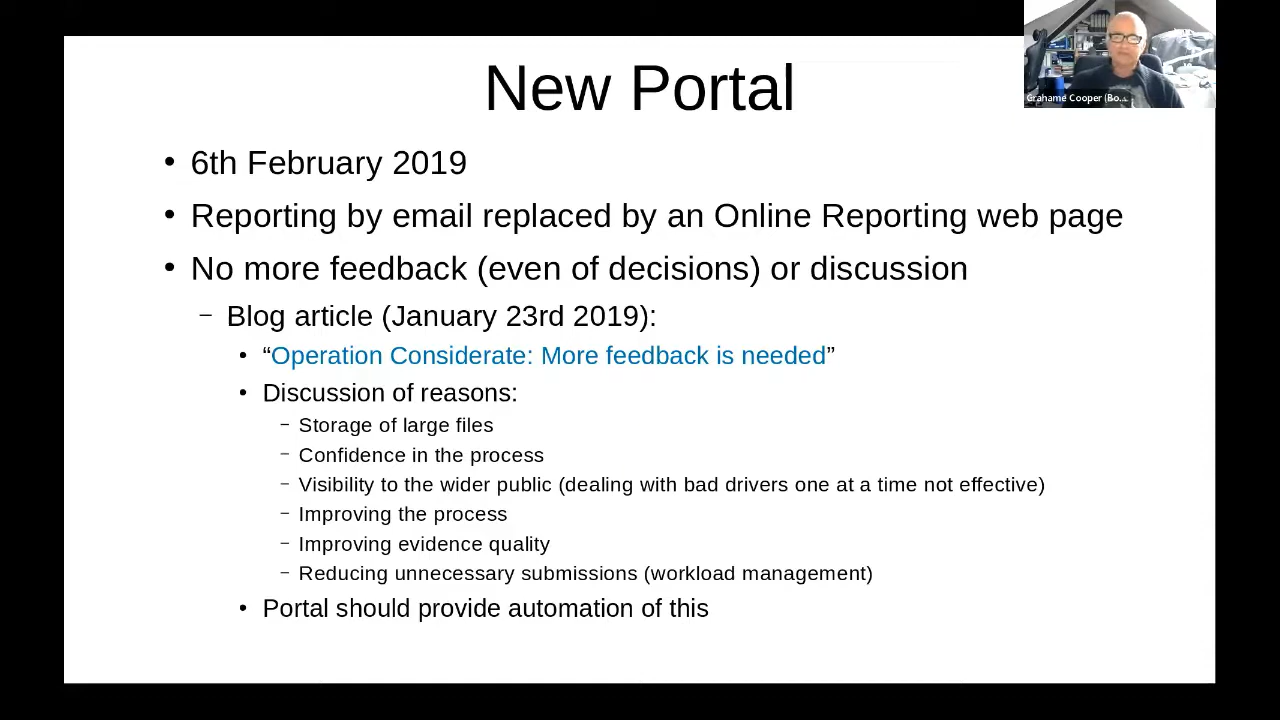 New Portal
Grahame Cooper (Bo...
• 6th February 2019
• Reporting by email replaced by an Online Reporting web page
• No more feedback (even of decisions) or discussion
– Blog article (January 23rd 2019):
• “Operation Considerate: More feedback is needed”
• Discussion of reasons:
– Storage of large files
– Confidence in the process
– Visibility to the wider public (dealing with bad drivers one at a time not effective)
– Improving the process
– Improving evidence quality
– Reducing unnecessary submissions (workload management)
• Portal should provide automation of this